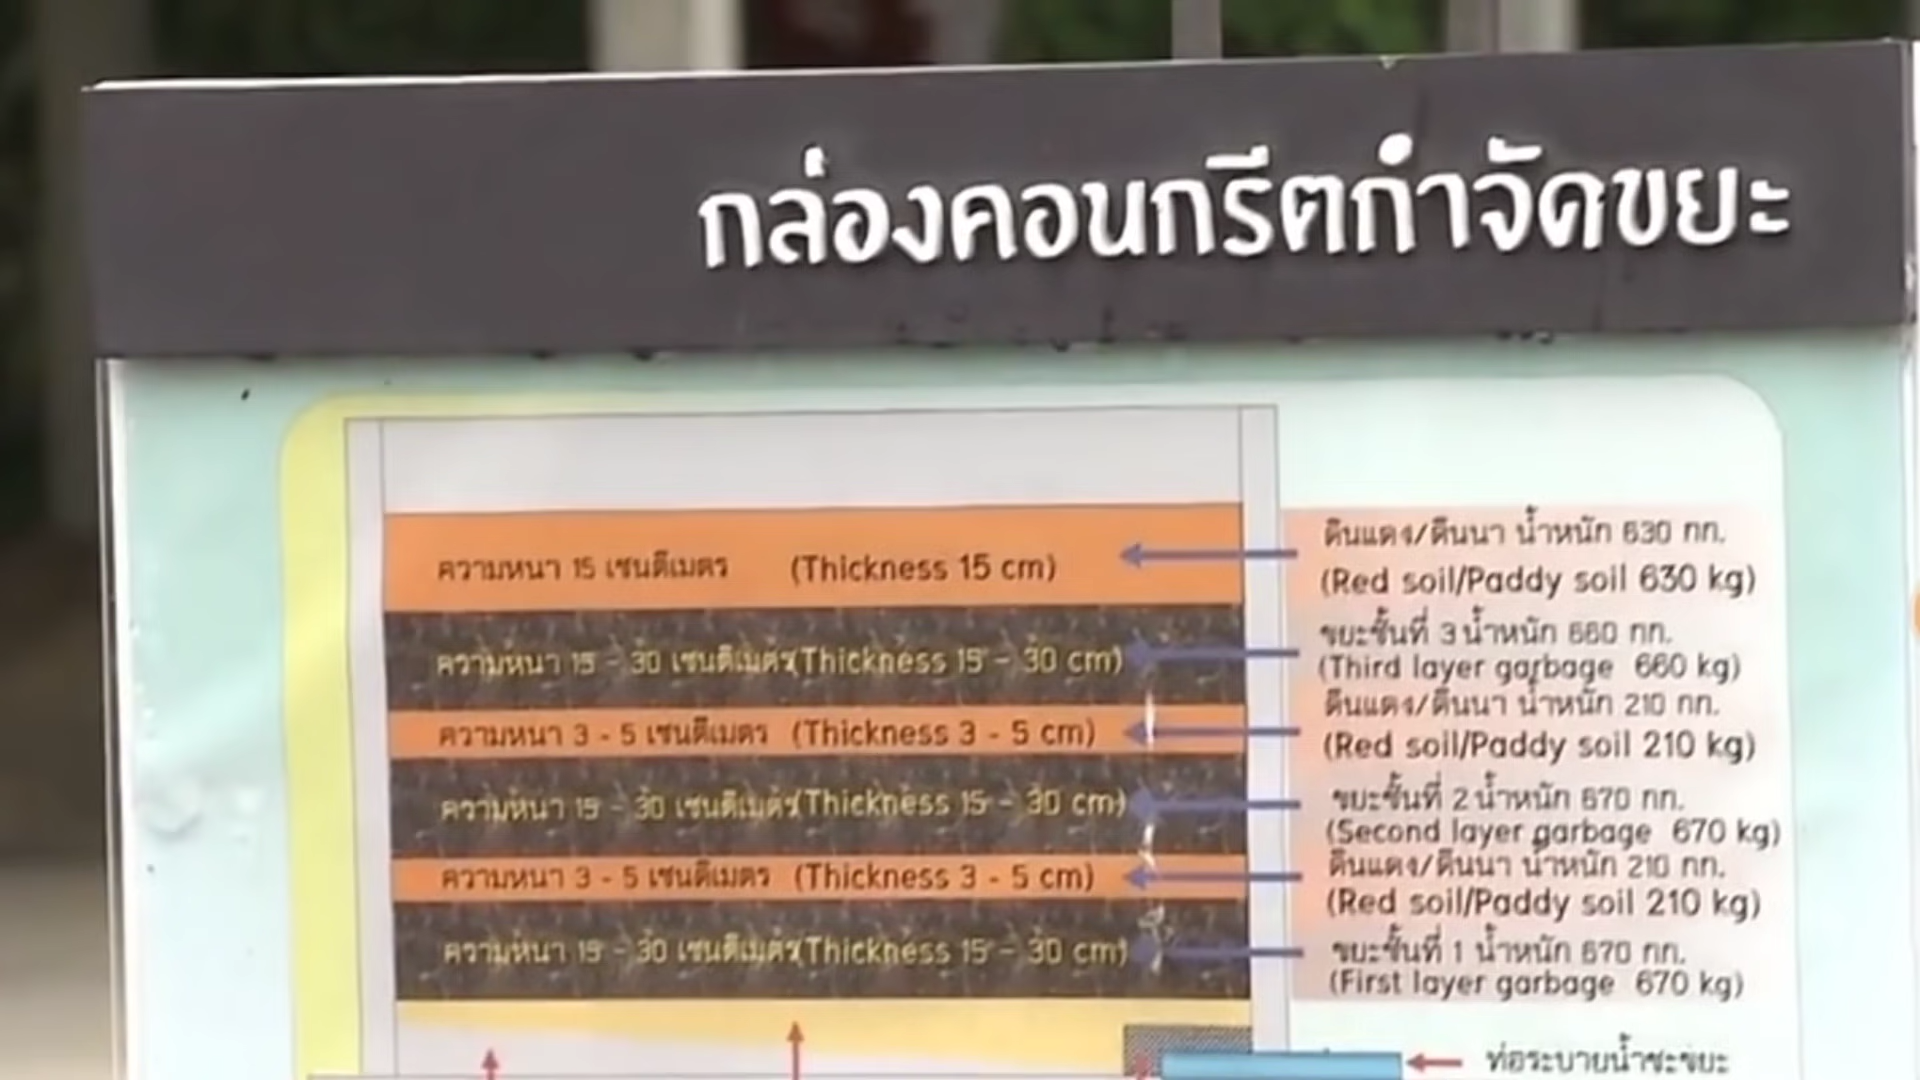 กล่องคอนกรีตกำจัดขยะ
ความหนา 15 เซนติเมตร (Thickness 15 cm)
ดินแดง/ดินนา น้ำหนัก 630 กก.
(Red soil/Paddy soil 630 kg)
ความหนา 15 - 30 เซนติเมตร(Thickness 15 - 30 cm)
ขยะชั้นที่ 3 น้ำหนัก 660 กก.
(Third layer garbage 660 kg)
ความหนา 3 - 5 เซนติเมตร (Thickness 3 - 5 cm)
ดินแดง/ดินนา น้ำหนัก 210 กก.
(Red soil/Paddy soil 210 kg)
ความหนา 15 - 30 เซนติเมตร(Thickness 15 - 30 cm)
ขยะชั้นที่ 2 น้ำหนัก 670 กก.
(Second layer garbage 670 kg)
ความหนา 3 - 5 เซนติเมตร (Thickness 3 - 5 cm)
ดินแดง/ดินนา น้ำหนัก 210 กก.
(Red soil/Paddy soil 210 kg)
ความหนา 15 - 30 เซนติเมตร(Thickness 15 - 30 cm)
ขยะชั้นที่ 1 น้ำหนัก 670 กก.
(First layer garbage 670 kg)
ท่อระบายน้ำชะขยะ